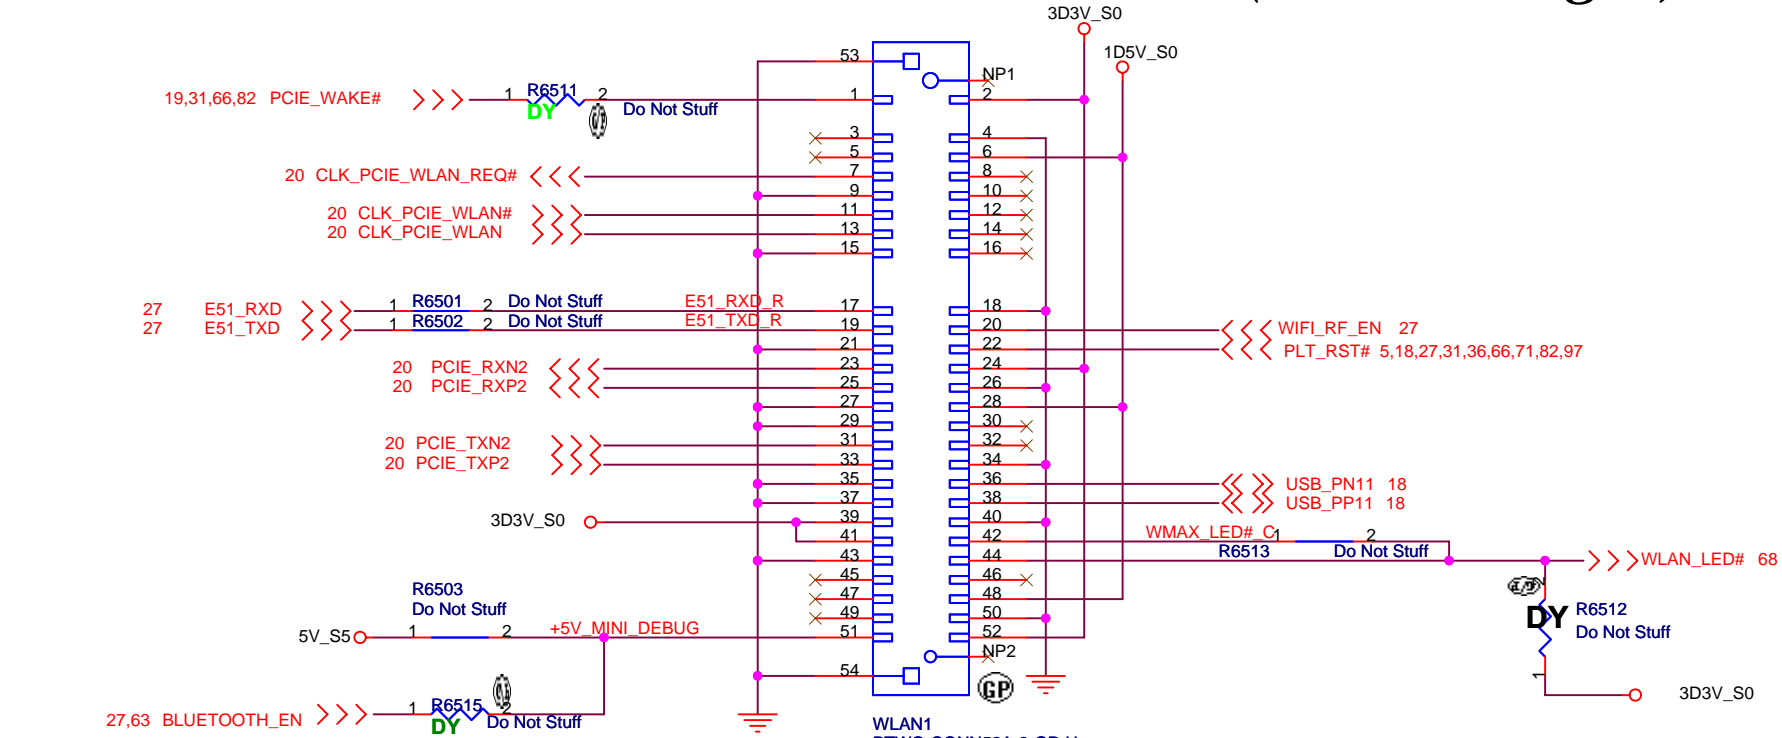 3D3V_S0
1D5V_S0
53
NP1
19,31,66,82 PCIE_WAKE# 1 R6511 2 Do Not Stuff 1 2
DY
3 4
5 6
20 CLK_PCIE_WLAN_REQ# 7 8
9 10
20 CLK_PCIE_WLAN# 11 12
20 CLK_PCIE_WLAN 13 14
15 16
27 E51_RXD 1 R6501 2 Do Not Stuff E51_RXD_R 17 18
27 E51_TXD 1 R6502 2 Do Not Stuff E51_TXD_R 19 20 WIFI_RF_EN 27
21 22 PLT_RST# 5,18,27,31,36,66,71,82,97
20 PCIE_RXN2 23 24
20 PCIE_RXP2 25 26
27 28
29 30
20 PCIE_TXN2 31 32
20 PCIE_TXP2 33 34
35 36 USB_PN11 18
37 38 USB_PP11 18
3D3V_S0 39 40
41 42 WMAX_LED#_C 1 2
R6513 Do Not Stuff
43 44 WLAN_LED# 68
45 46 2
R6503
Do Not Stuff
47 48
49 50
DY R6512
Do Not Stuff
5V_S5 1 2 +5V_MINI_DEBUG 51 52
NP2
54 1
GP
3D3V_S0
27,63 BLUETOOTH_EN 1 R6515 2 Do Not Stuff
DY
WLAN1